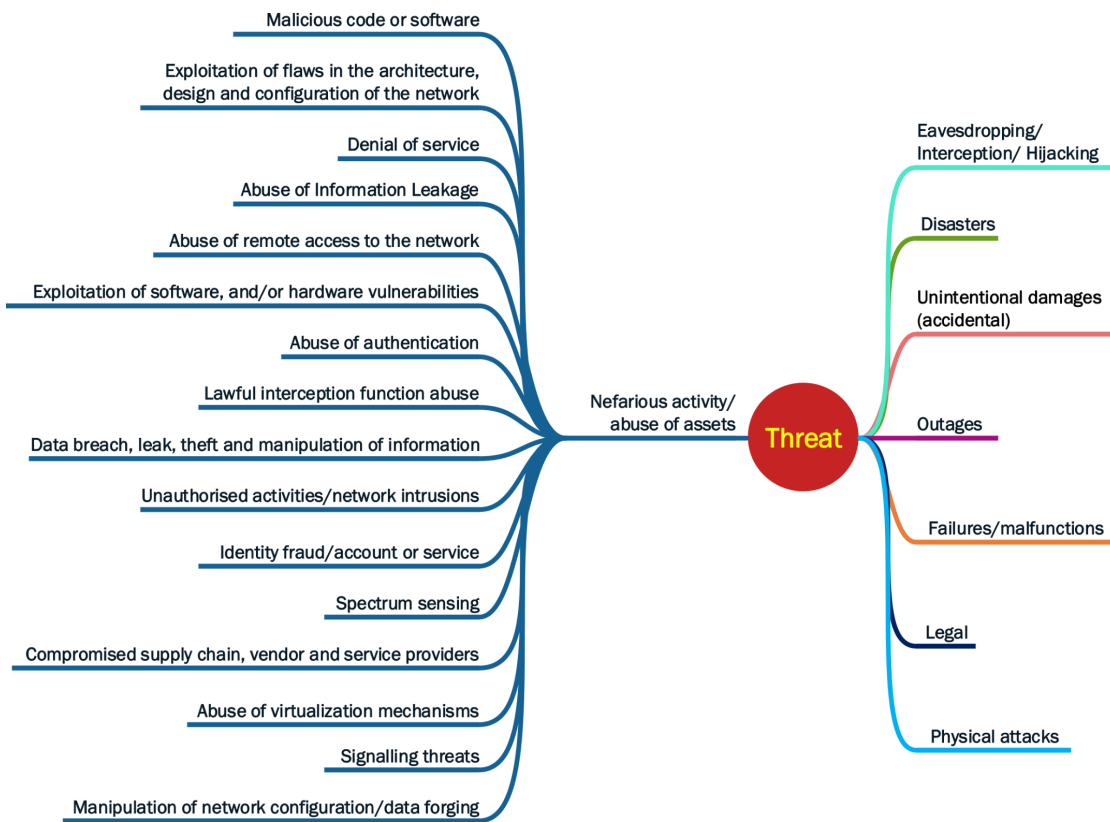 Malicious code or software
Exploitation of flaws in the architecture,
design and configuration of the network
Denial of service
Abuse of Information Leakage
Abuse of remote access to the network
Exploitation of software, and/or hardware vulnerabilities
Abuse of authentication
Lawful interception function abuse
Data breach, leak, theft and manipulation of information
Unauthorised activities/network intrusions
Identity fraud/account or service
Spectrum sensing
Compromised supply chain, vendor and service providers
Abuse of virtualization mechanisms
Signalling threats
Manipulation of network configuration/data forging
Nefarious activity/
abuse of assets
Threat
Eavesdropping/
Interception/ Hijacking
Disasters
Unintentional damages
(accidental)
Outages
Failures/malfunctions
Legal
Physical attacks